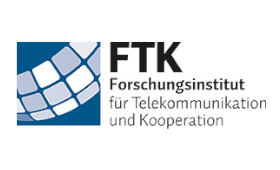 FTK
Forschungsinstitut
für Telekommunikation
und Kooperation